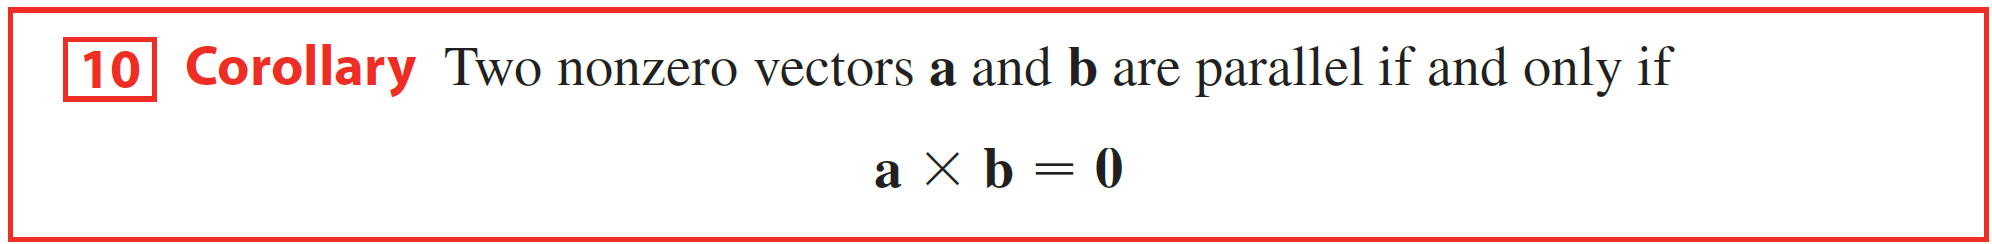 10 Corollary Two nonzero vectors a and b are parallel if and only if
a × b = 0